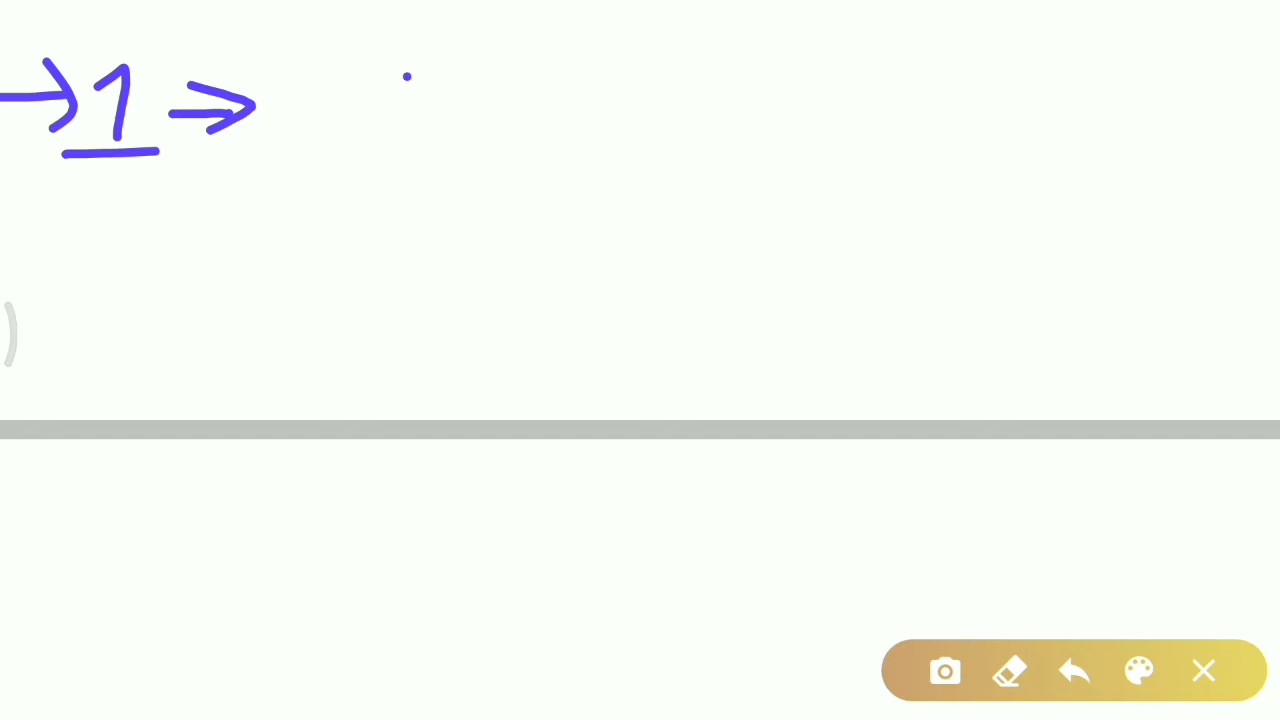 → 1 ⇒